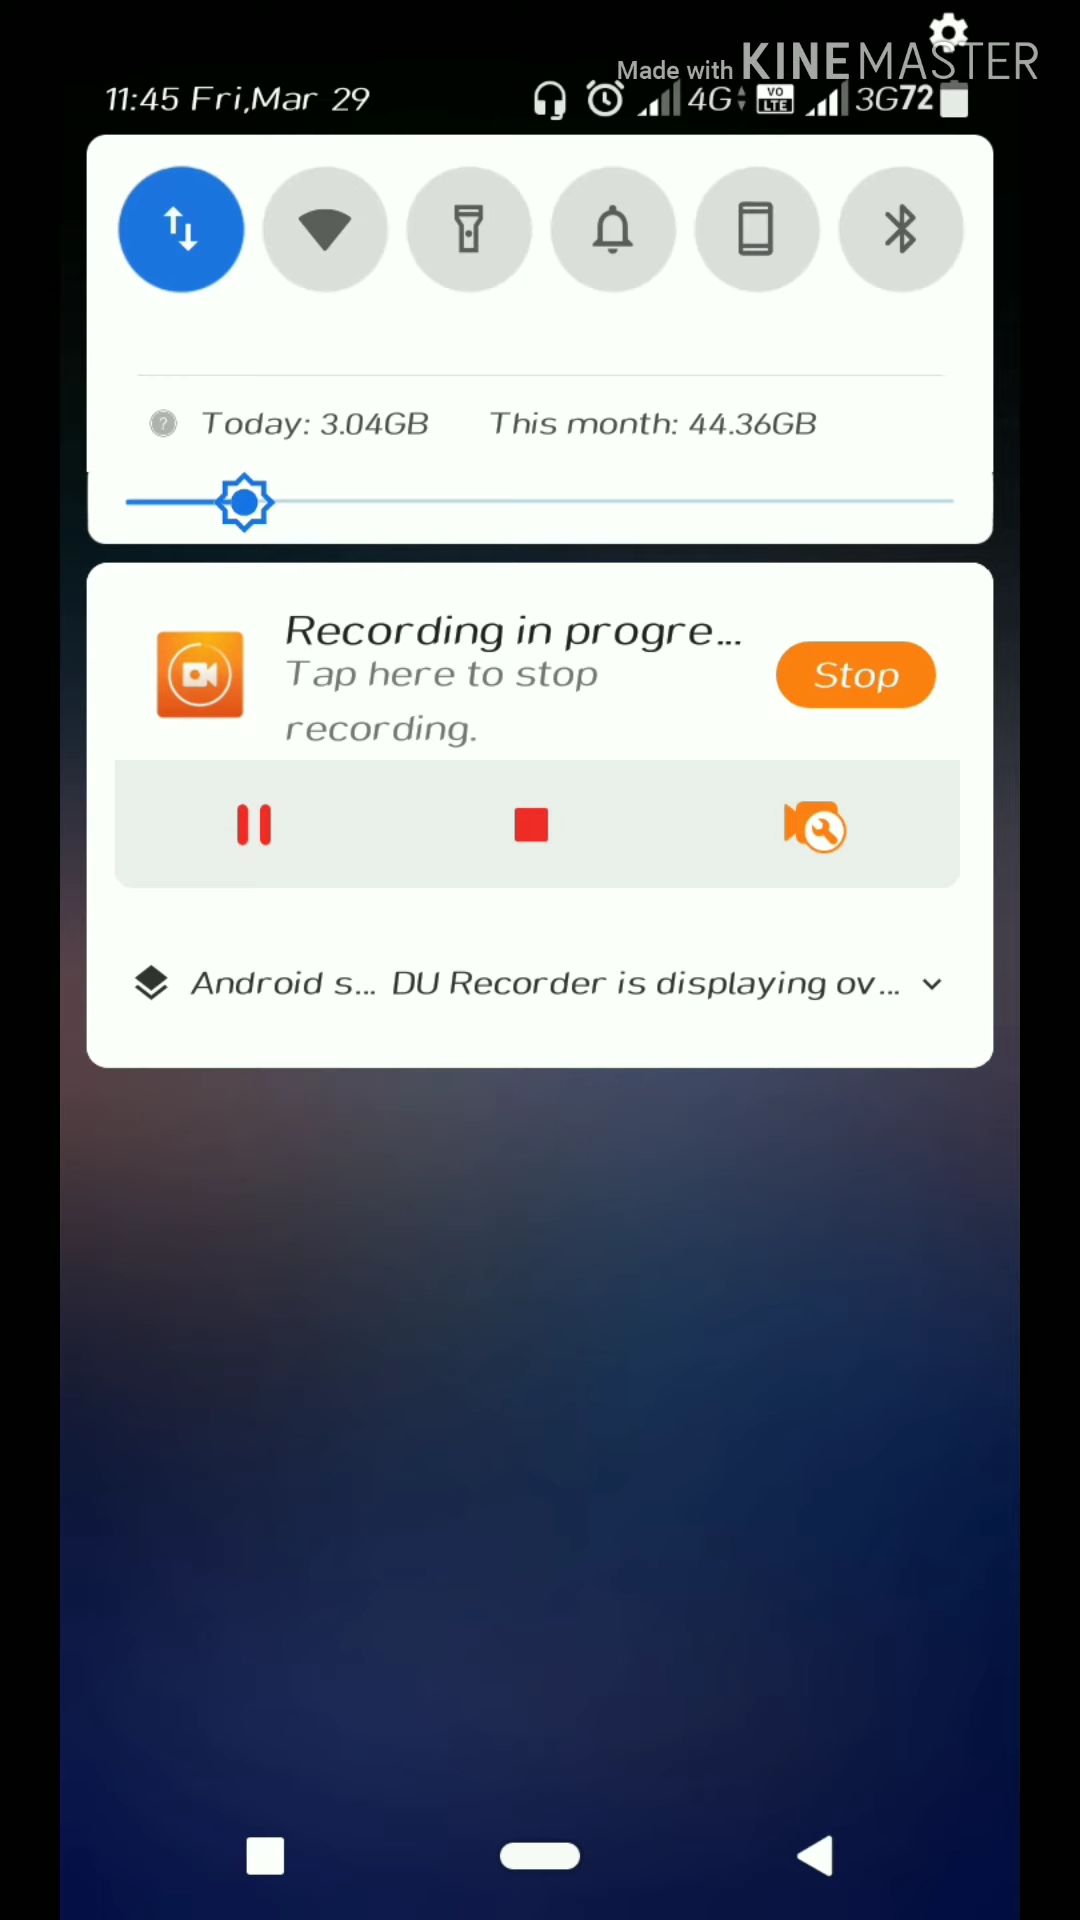 Made with KINEMASTER
11:45 Fri,Mar 29 4G VO LTE 3G 72
Today: 3.04GB This month: 44.36GB
Recording in progre...
Tap here to stop
recording.
Stop
Android s... DU Recorder is displaying ov...